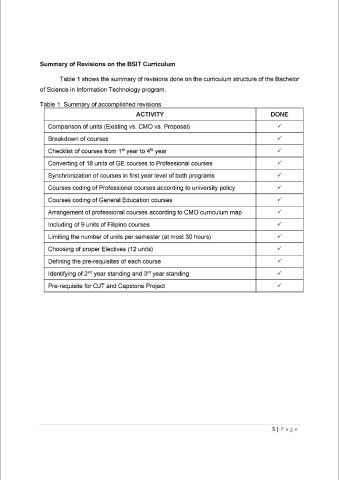 Summary of Revisions on the BSIT Curriculum
Table 1 shows the summary of revisions done on the curriculum structure of the Bachelor
of Science in Information Technology program.
Table 1. Summary of accomplished revisions
ACTIVITY DONE
Comparison of units (Existing vs. CMO vs. Proposal) ✓
Breakdown of courses ✓
Checklist of courses from 1st year to 4th year ✓
Converting of 18 units of GE courses to Professional courses ✓
Synchronization of courses in first year level of both programs ✓
Courses coding of Professional courses according to university policy ✓
Courses coding of General Education courses ✓
Arrangement of professional courses according to CMO curriculum map ✓
Including of 9 units of Filipino courses ✓
Limiting the number of units per semester (at most 30 hours) ✓
Choosing of proper Electives (12 units) ✓
Defining the pre-requisites of each course ✓
Identifying of 2nd year standing and 3rd year standing ✓
Pre-requisite for OJT and Capstone Project ✓
3 | Page